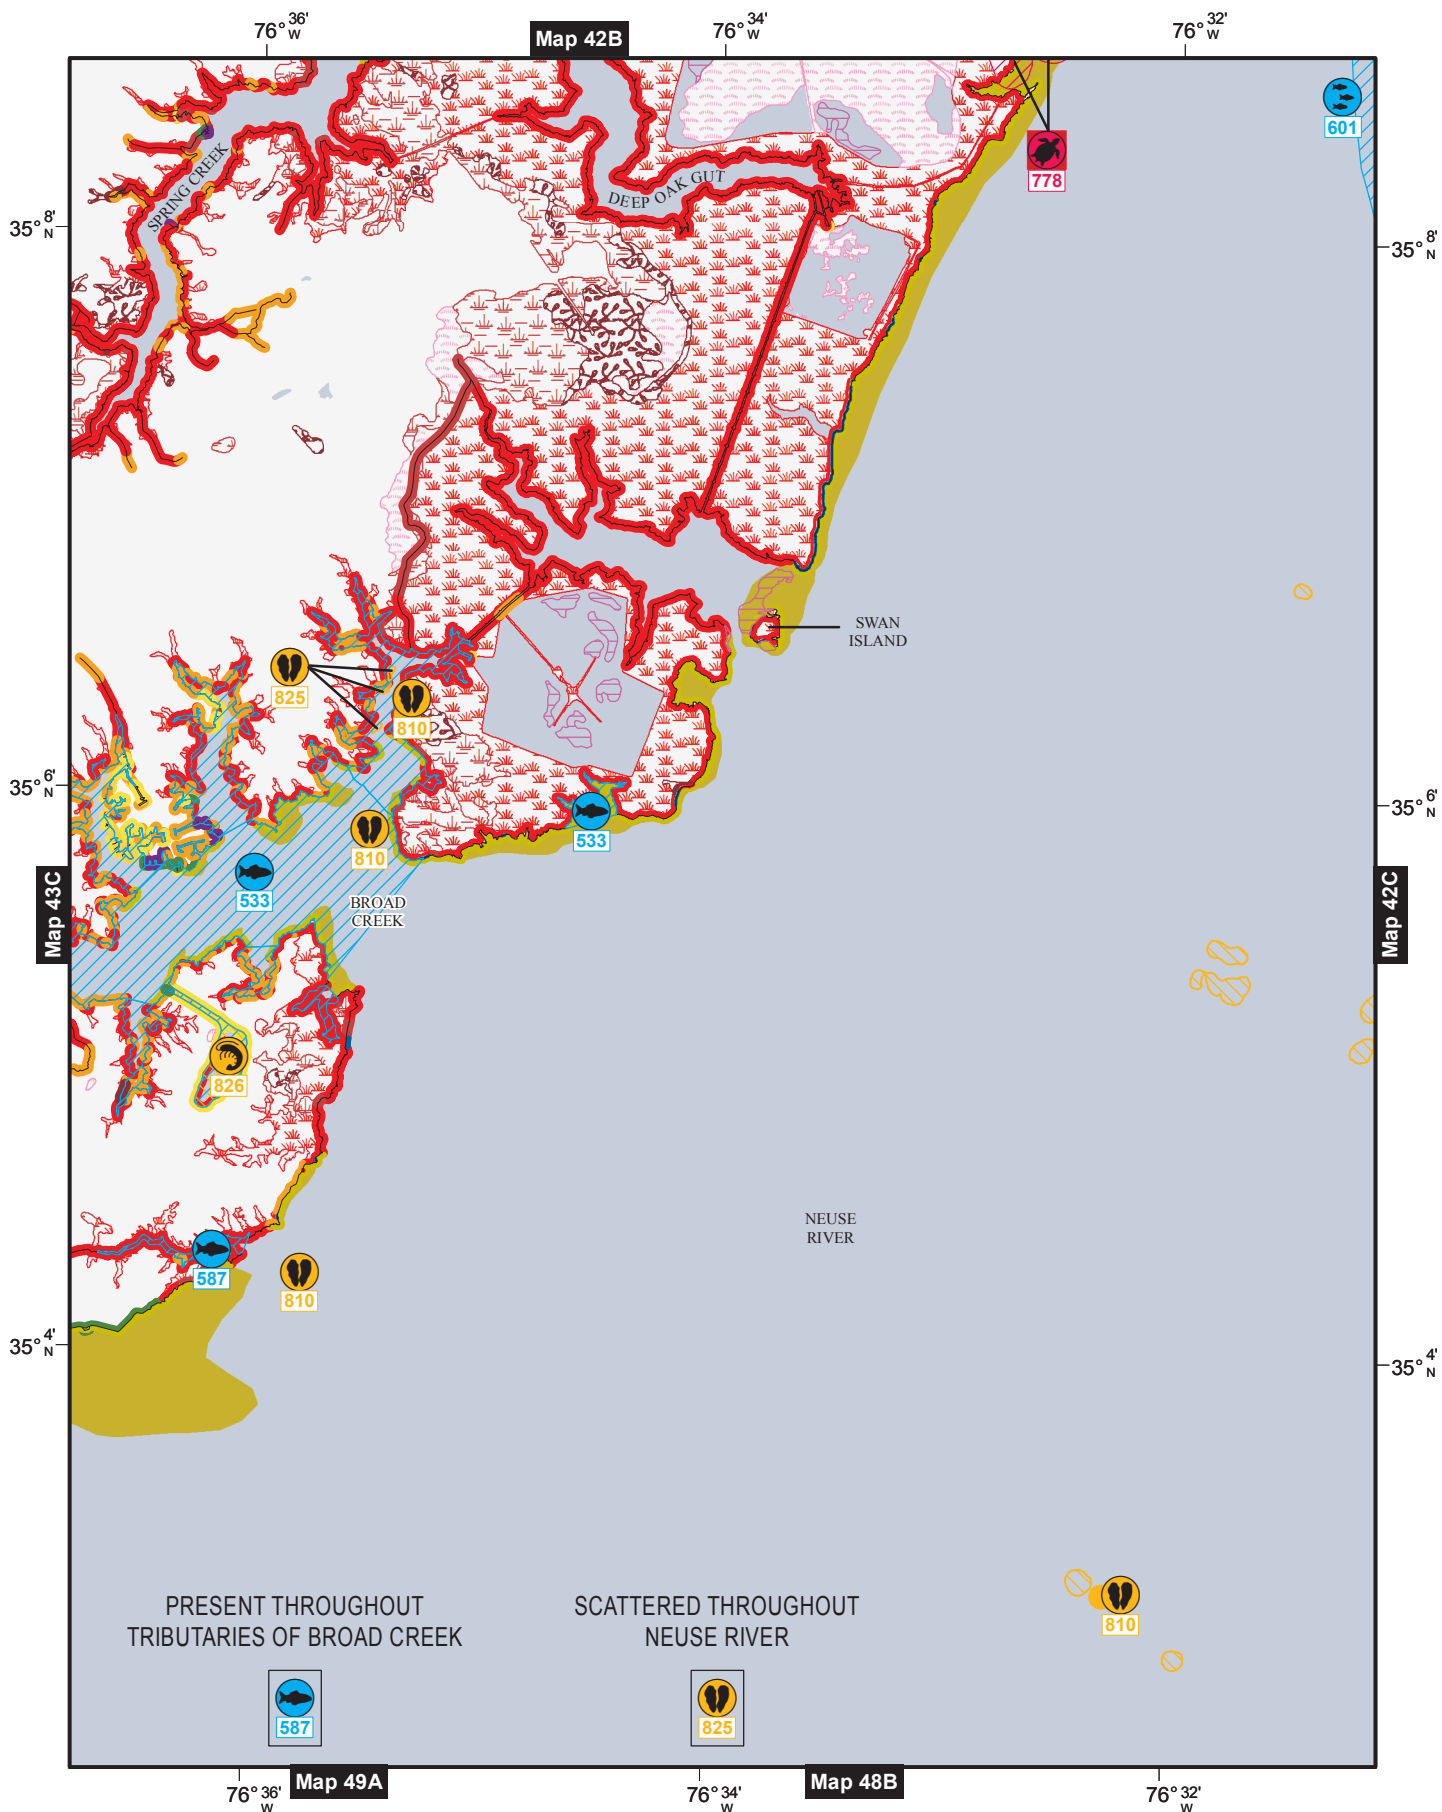 76° 36' W
76° 34' W
76° 32' W
Map 42B
601
778
SPRING CREEK
DEEP OAK GUT
35° 8' N
35° 8' N
SWAN
ISLAND
825
810
35° 6' N
35° 6' N
810
533
533
Map 43C
Map 42C
BROAD
CREEK
826
NEUSE
RIVER
587
810
35° 4' N
35° 4' N
PRESENT THROUGHOUT
TRIBUTARIES OF BROAD CREEK
SCATTERED THROUGHOUT
NEUSE RIVER
810
587
825
Map 49A
Map 48B
76° 36' W
76° 34' W
76° 32' W